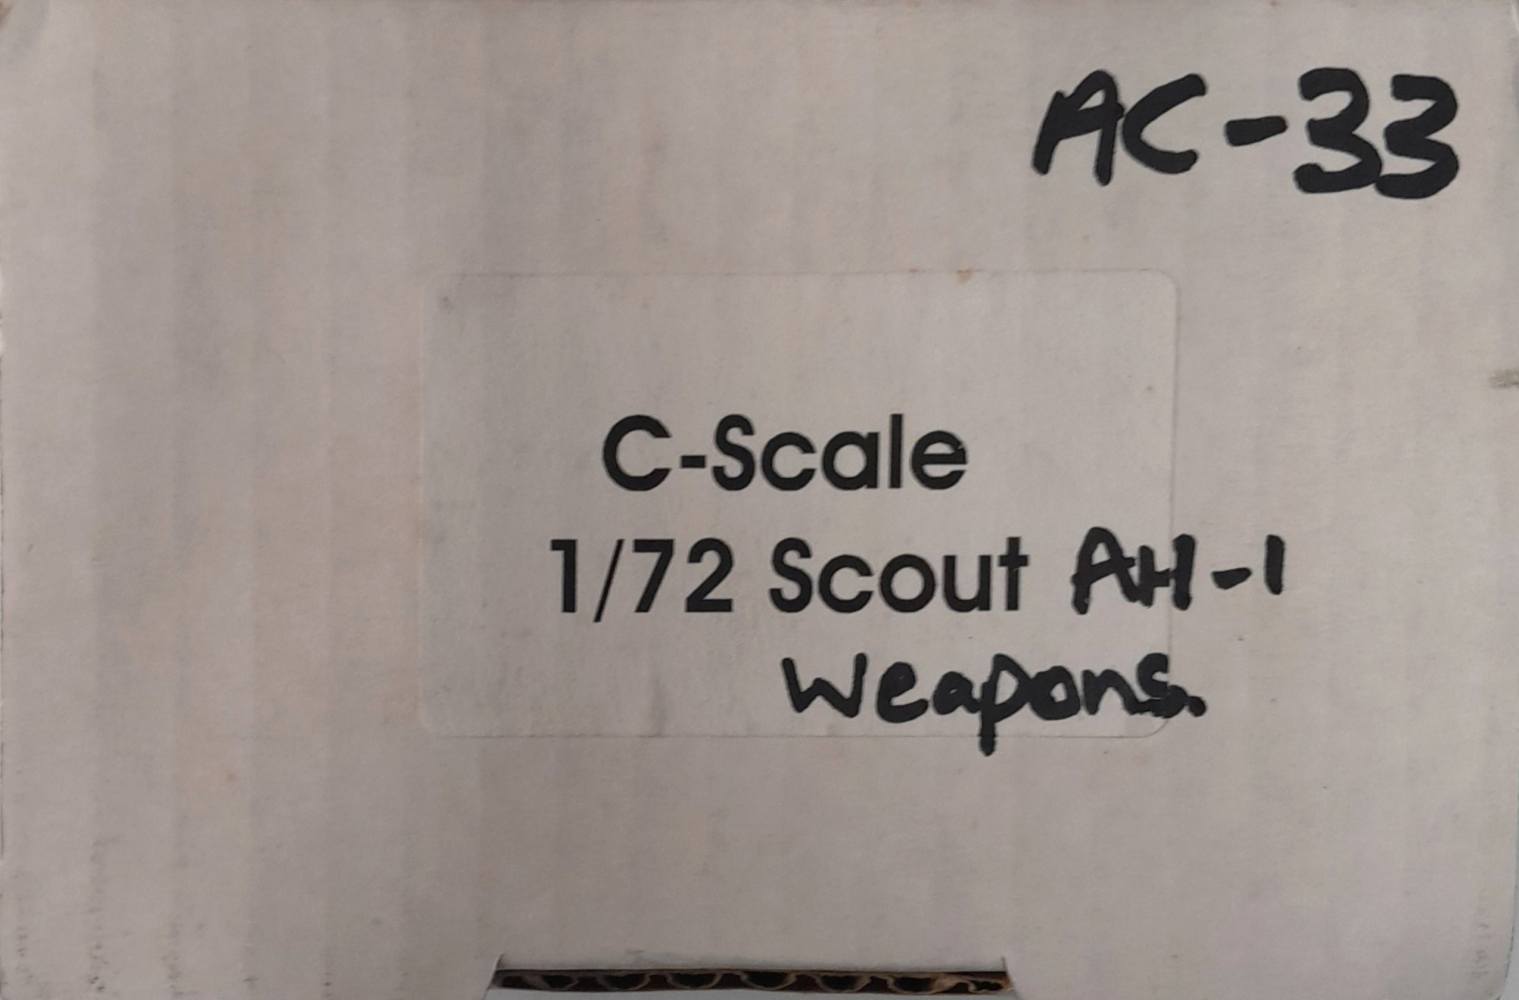 AC-33
C-Scale
1/72 Scout AH-1
Weapons.